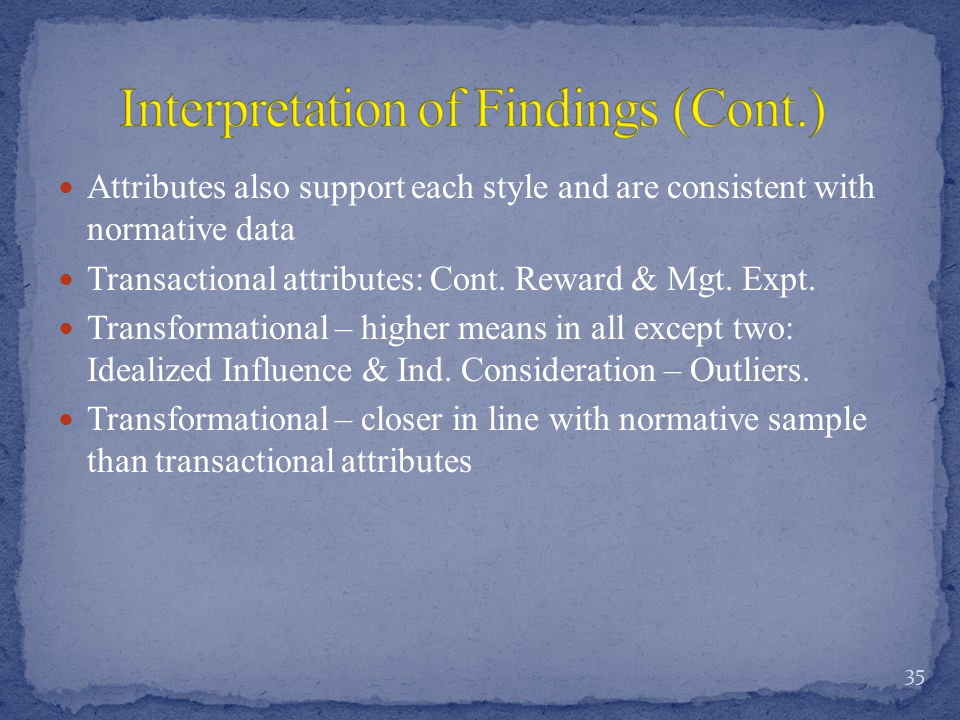 Interpretation of Findings (Cont.)
• Attributes also support each style and are consistent with
normative data
• Transactional attributes: Cont. Reward & Mgt. Expt.
• Transformational – higher means in all except two:
Idealized Influence & Ind. Consideration – Outliers.
• Transformational – closer in line with normative sample
than transactional attributes
35